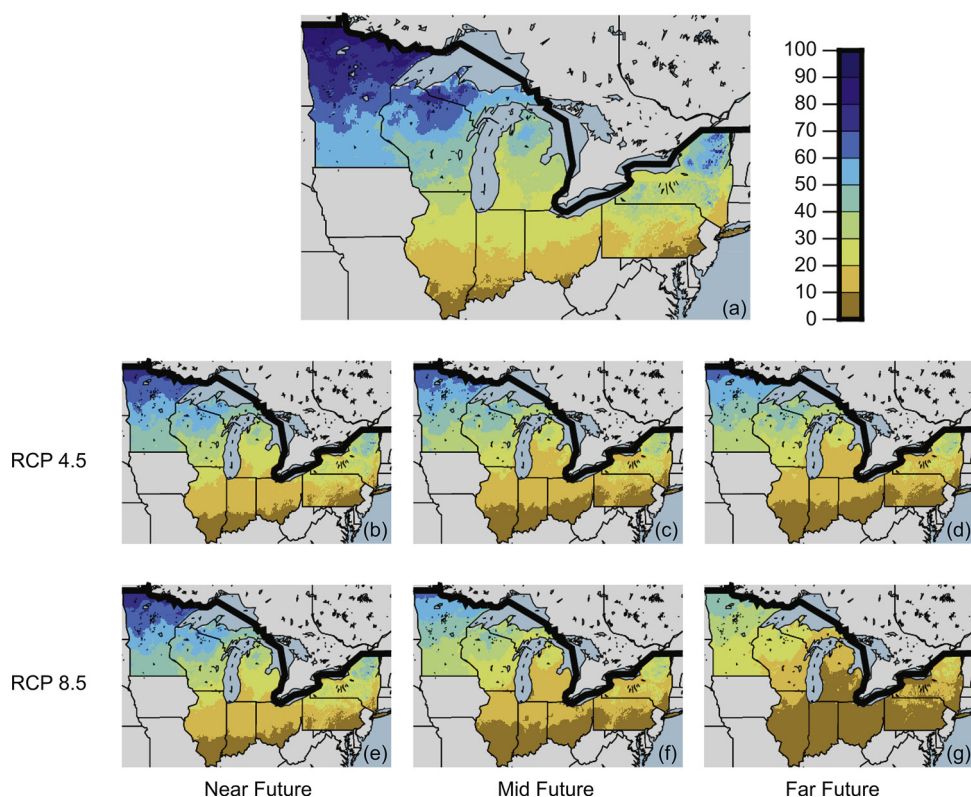 100
90
80
70
60
50
40
30
20
10
0
(a)
RCP 4.5
(b)
(c)
(d)
RCP 8.5
(e)
(f)
(g)
Near Future
Mid Future
Far Future